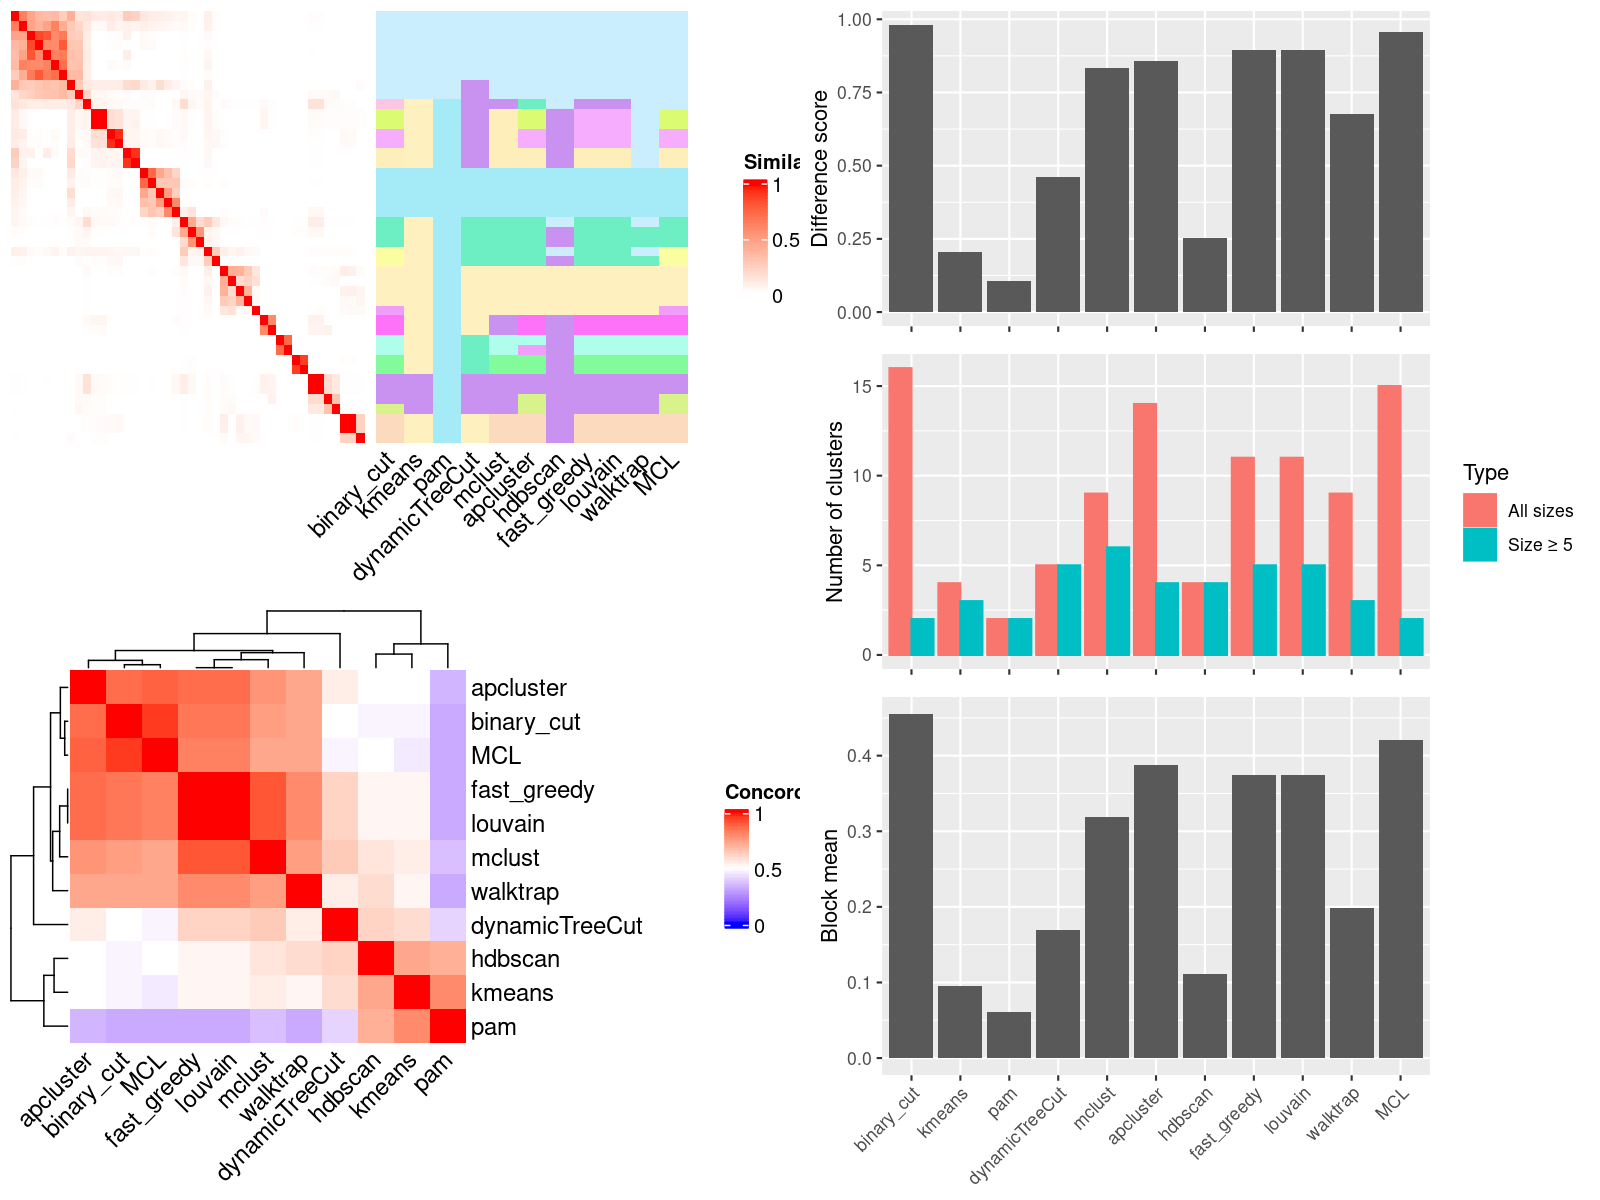 Simila
1
0.5
0
binary_cut
kmeans
pam
dynamicTreeCut
mclust
apcluster
hdbscan
fast_greedy
louvain
walktrap
MCL
apcluster
binary_cut
MCL
fast_greedy
louvain
mclust
walktrap
dynamicTreeCut
hdbscan
kmeans
pam
Concord
1
0.5
0
apcluster
binary_cut
MCL
fast_greedy
louvain
mclust
walktrap
dynamicTreeCut
hdbscan
kmeans
pam
Difference score
1.00
0.75
0.50
0.25
0.00
Number of clusters
15
10
5
0
Type
All sizes
Size ≥ 5
Block mean
0.4
0.3
0.2
0.1
0.0
binary_cut
kmeans
pam
dynamicTreeCut
mclust
apcluster
hdbscan
fast_greedy
louvain
walktrap
MCL